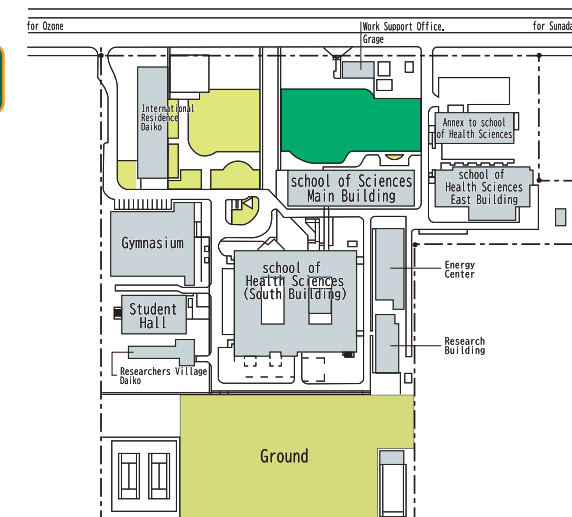 for Ozone
Work Support Office.
Grage
for Sunada
International
Residence
Daiko
Annex to school
of Health Sciences
school of Sciences
Main Building
school of
Health Sciences
East Building
Gymnasium
school of
Health Sciences
(South Building)
Energy
Center
Student
Hall
Research
Building
Researchers Village
Daiko
Ground